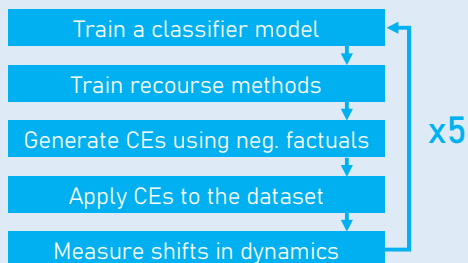 Train a classifier model
Train recourse methods
Generate CEs using neg. factuals
x5
Apply CEs to the dataset
Measure shifts in dynamics